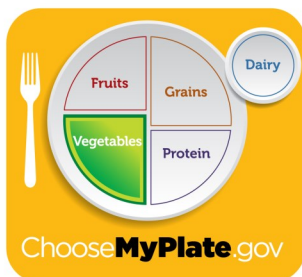 Dairy
Fruits
Grains
Vegetables
Protein
ChooseMyPlate.gov